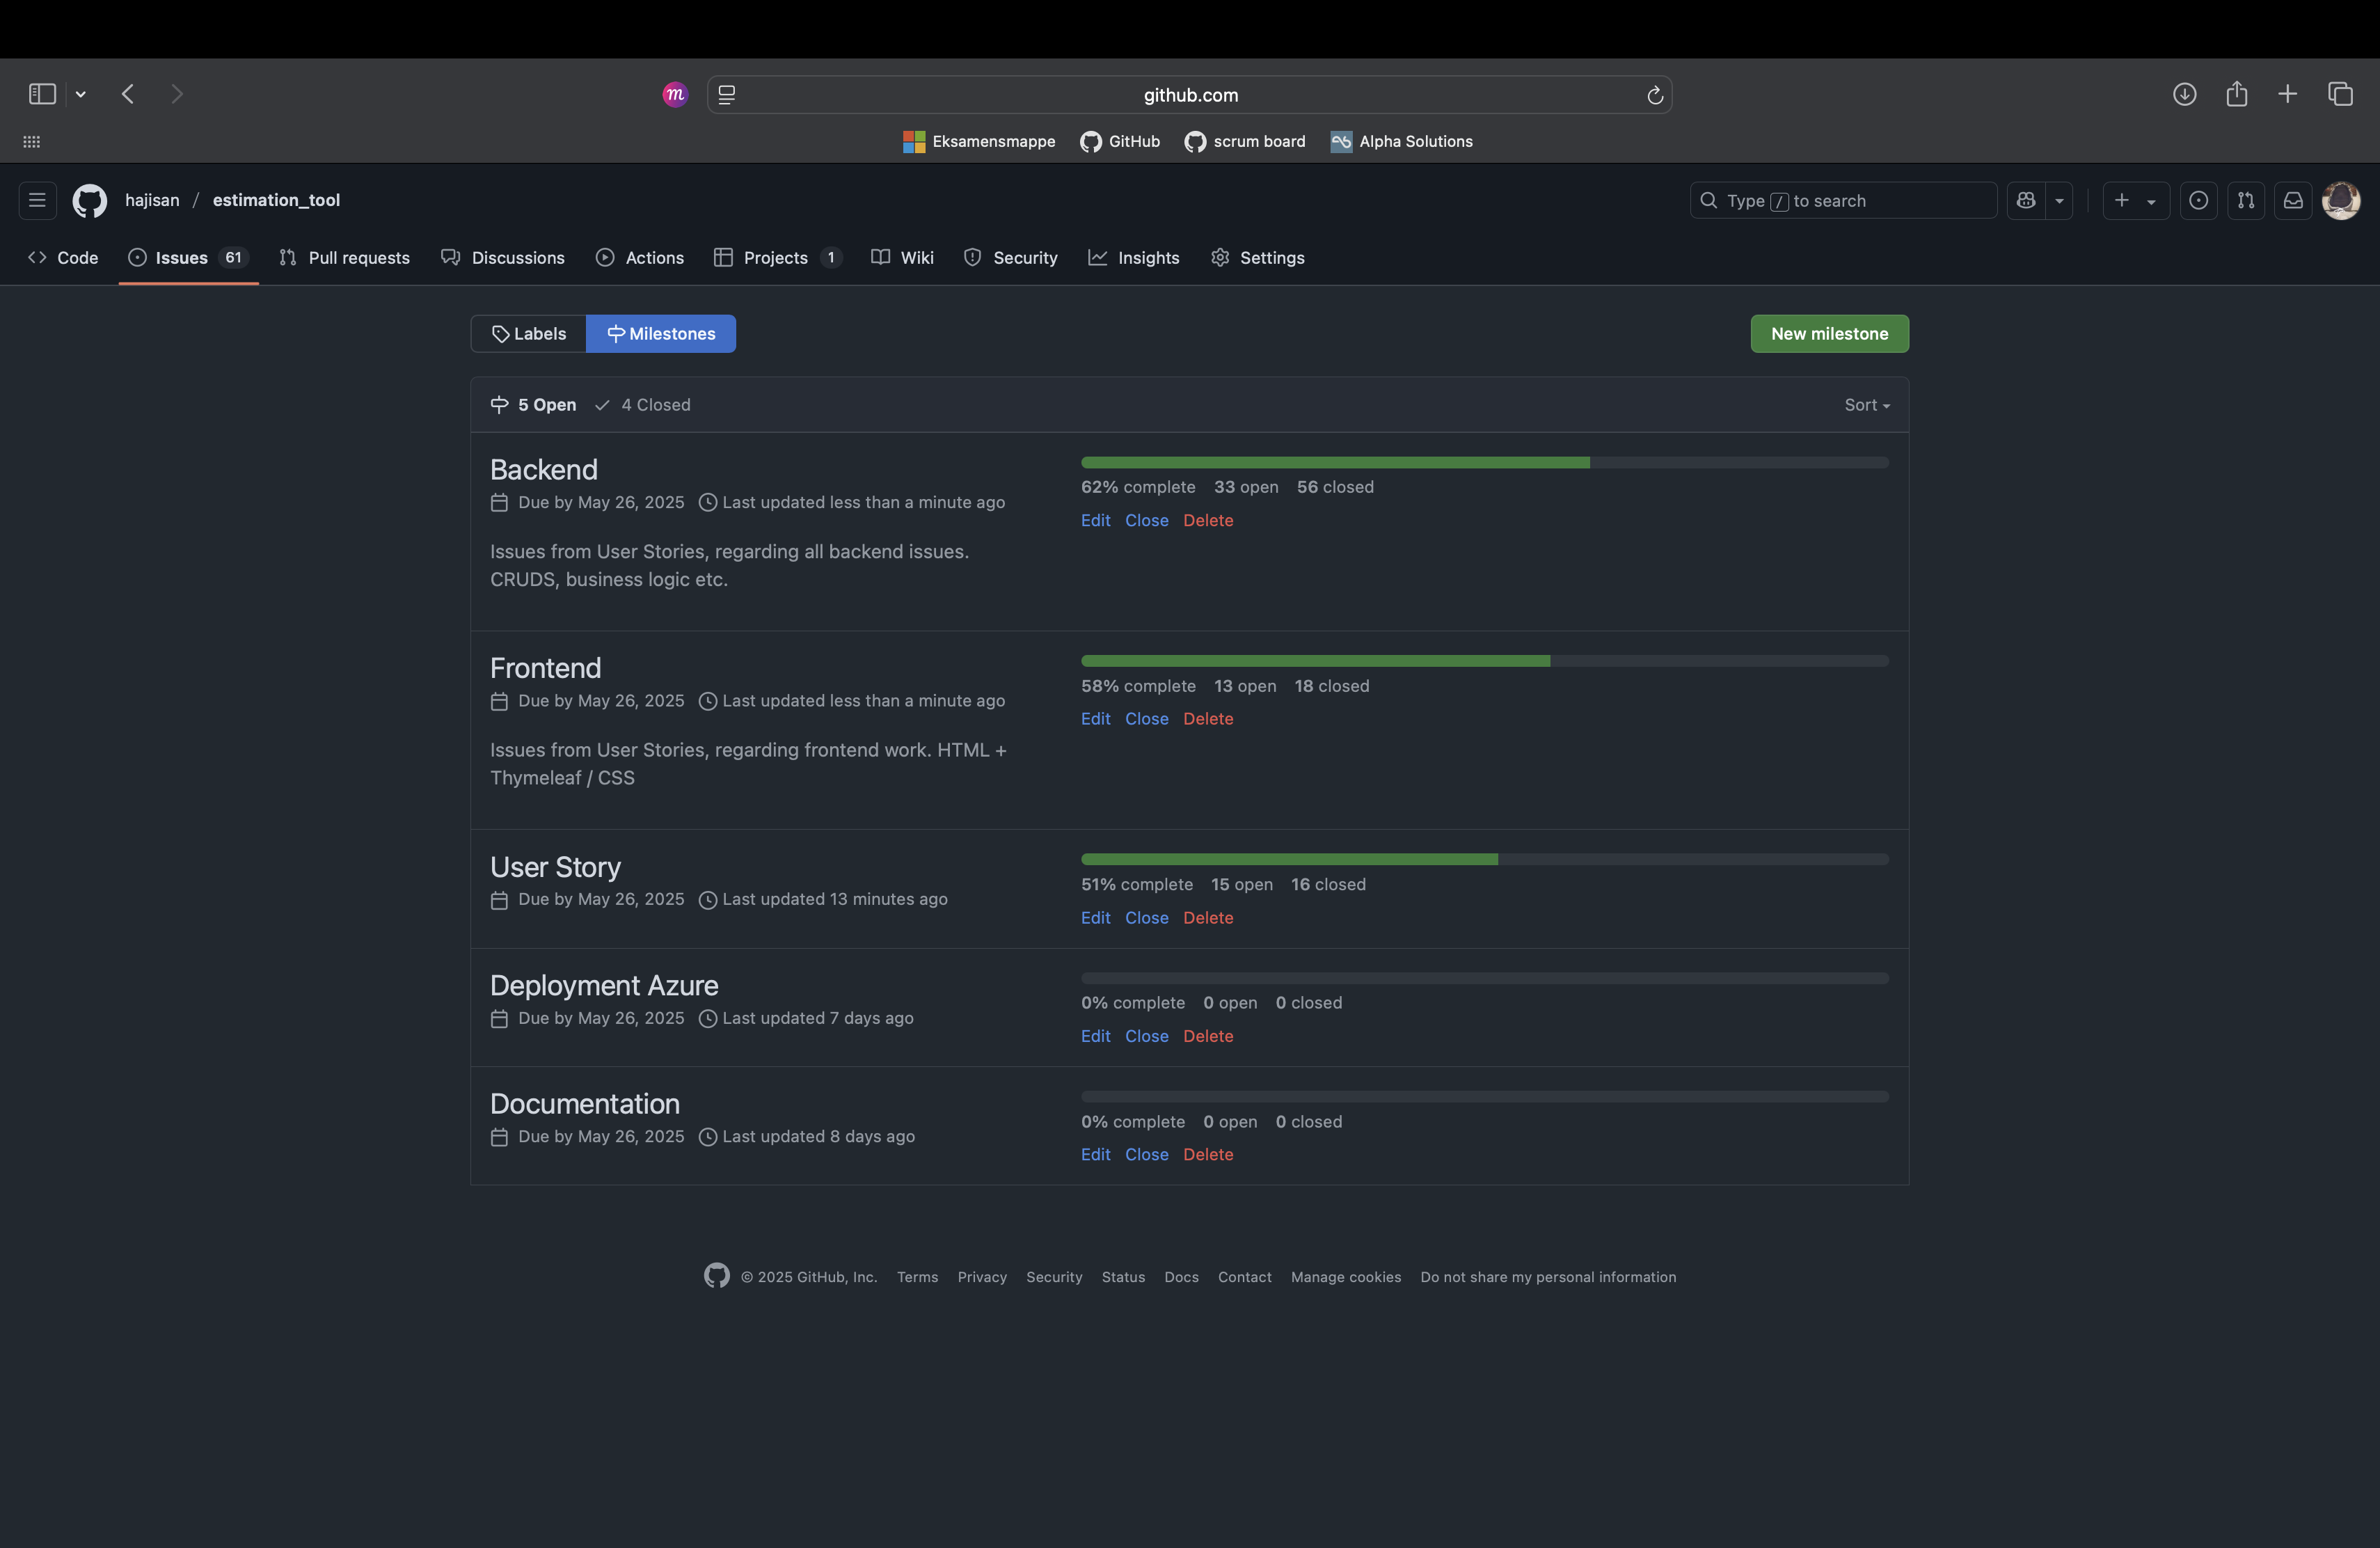 m
github.com
Eksamensmappe GitHub scrum board Alpha Solutions
hajisan / estimation_tool
Type / to search
Code Issues 61 Pull requests Discussions Actions Projects 1 Wiki Security Insights Settings
Labels Milestones New milestone
5 Open 4 Closed Sort
Backend
Due by May 26, 2025 Last updated less than a minute ago
Issues from User Stories, regarding all backend issues.
CRUDS, business logic etc.
62% complete 33 open 56 closed
Edit Close Delete
Frontend
Due by May 26, 2025 Last updated less than a minute ago
Issues from User Stories, regarding frontend work. HTML +
Thymeleaf / CSS
58% complete 13 open 18 closed
Edit Close Delete
User Story
Due by May 26, 2025 Last updated 13 minutes ago
51% complete 15 open 16 closed
Edit Close Delete
Deployment Azure
Due by May 26, 2025 Last updated 7 days ago
0% complete 0 open 0 closed
Edit Close Delete
Documentation
Due by May 26, 2025 Last updated 8 days ago
0% complete 0 open 0 closed
Edit Close Delete
© 2025 GitHub, Inc. Terms Privacy Security Status Docs Contact Manage cookies Do not share my personal information